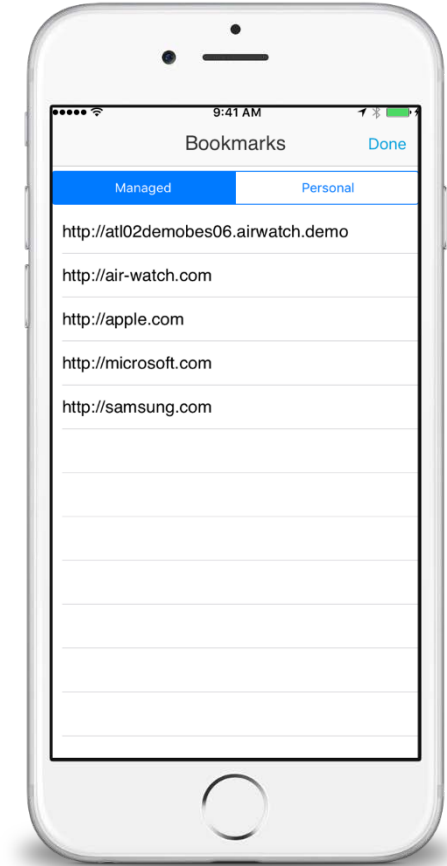 9:41 AM
Bookmarks Done
Managed Personal
http://atl02demobes06.airwatch.demo
http://air-watch.com
http://apple.com
http://microsoft.com
http://samsung.com